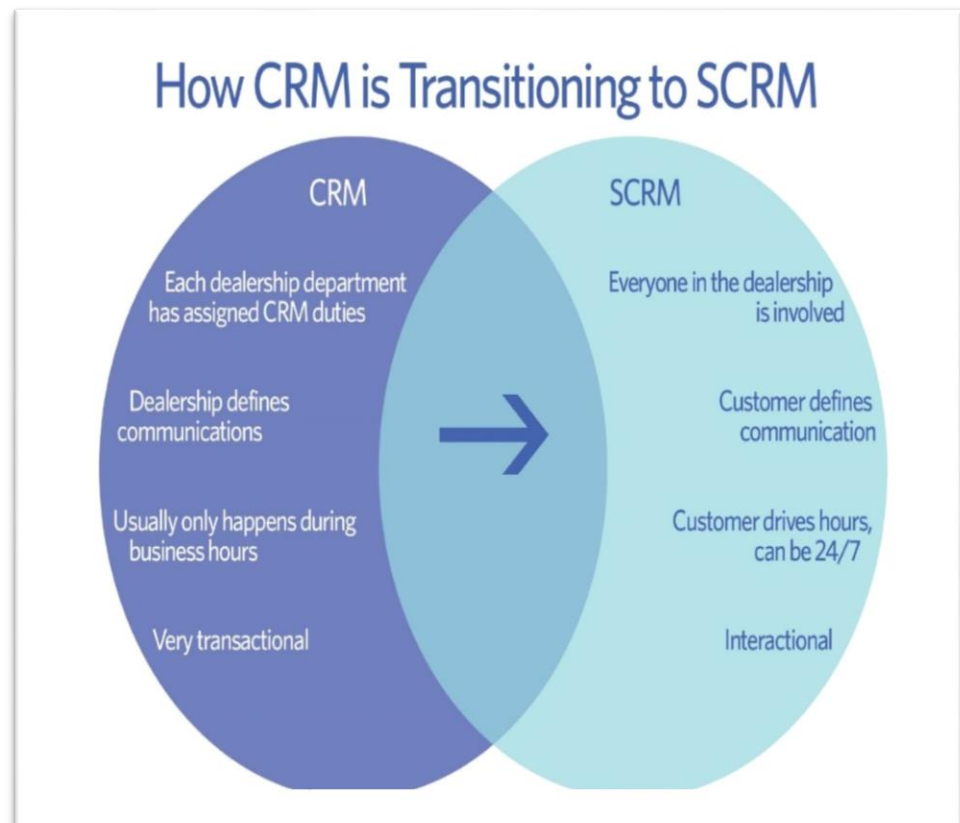 How CRM is Transitioning to SCRM
CRM
Each dealership department
has assigned CRM duties
Dealership defines
communications
Usually only happens during
business hours
Very transactional
SCRM
Everyone in the dealership
is involved
Customer defines
communication
Customer drives hours,
can be 24/7
Interactional